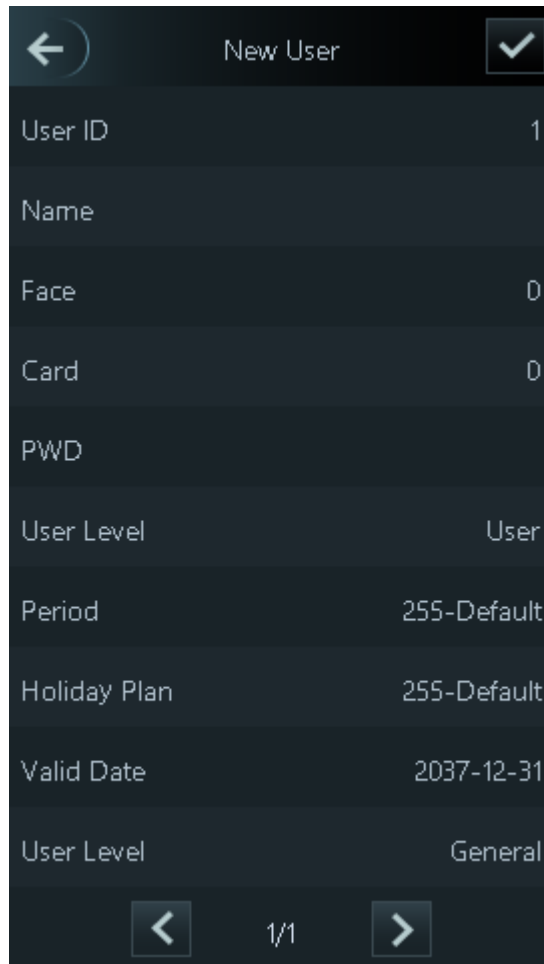 New User
User ID 1
Name
Face 0
Card 0
PWD
User Level User
Period 255-Default
Holiday Plan 255-Default
Valid Date 2037-12-31
User Level General
1/1